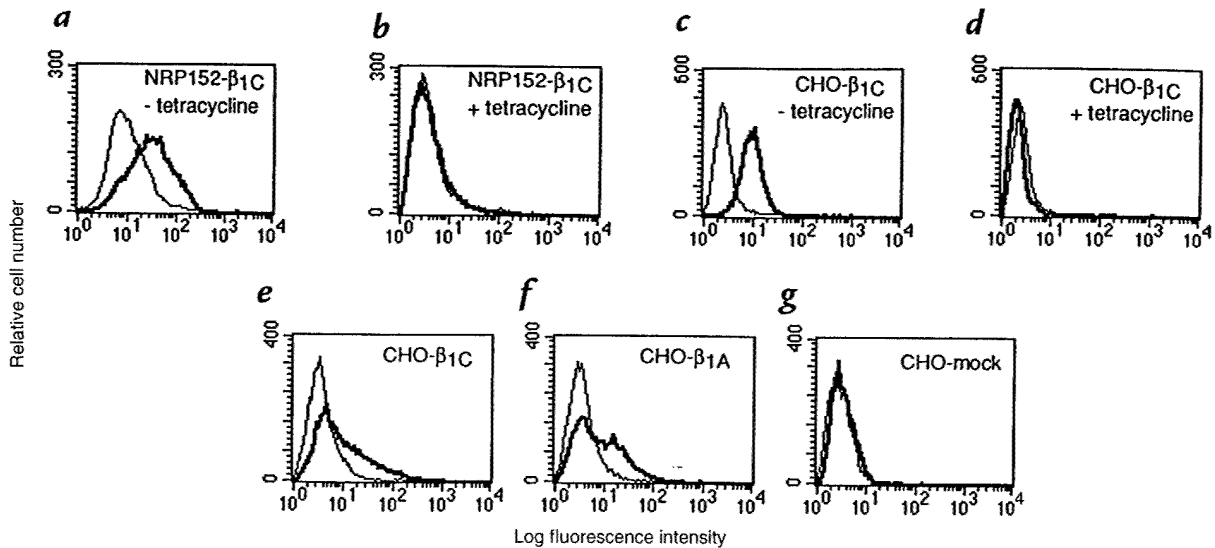 a
b
c
d
300
NRP152-β1C
- tetracycline
0
10^0 10^1 10^2 10^3 10^4
300
NRP152-β1C
+ tetracycline
0
10^0 10^1 10^2 10^3 10^4
600
CHO-β1C
- tetracycline
0
10^0 10^1 10^2 10^3 10^4
600
CHO-β1C
+ tetracycline
0
10^0 10^1 10^2 10^3 10^4
Relative cell number
e
f
g
400
CHO-β1C
0
10^0 10^1 10^2 10^3 10^4
400
CHO-β1A
0
10^0 10^1 10^2 10^3 10^4
400
CHO-mock
0
10^0 10^1 10^2 10^3 10^4
Log fluorescence intensity